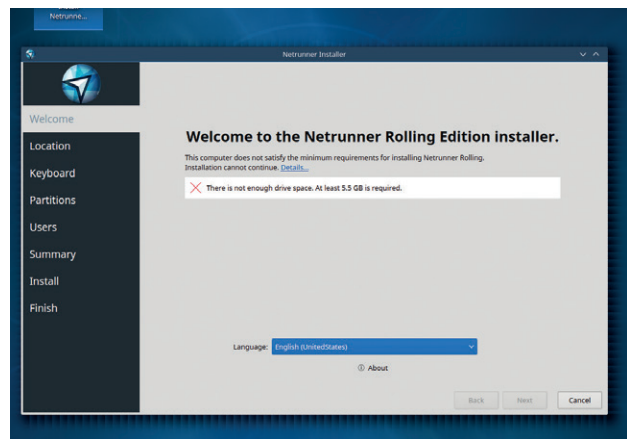 Netrunne...
Netrunner Installer
Welcome
Location
Keyboard
Partitions
Users
Summary
Install
Finish
Welcome to the Netrunner Rolling Edition installer.
This computer does not satisfy the minimum requirements for installing Netrunner Rolling.
Installation cannot continue. Details...
There is not enough drive space. At least 5.5 GB is required.
Language: English (UnitedStates)
About
Back Next Cancel